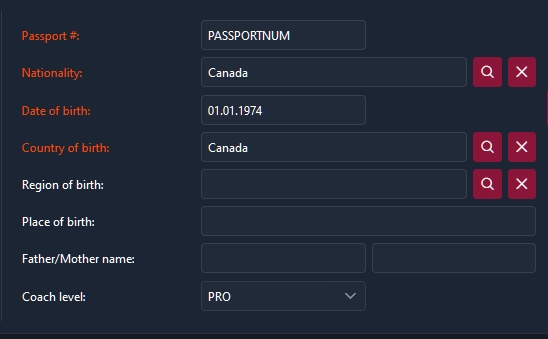 Passport #: PASSPORTNUM
Nationality: Canada
Date of birth: 01.01.1974
Country of birth: Canada
Region of birth:
Place of birth:
Father/Mother name:
Coach level: PRO